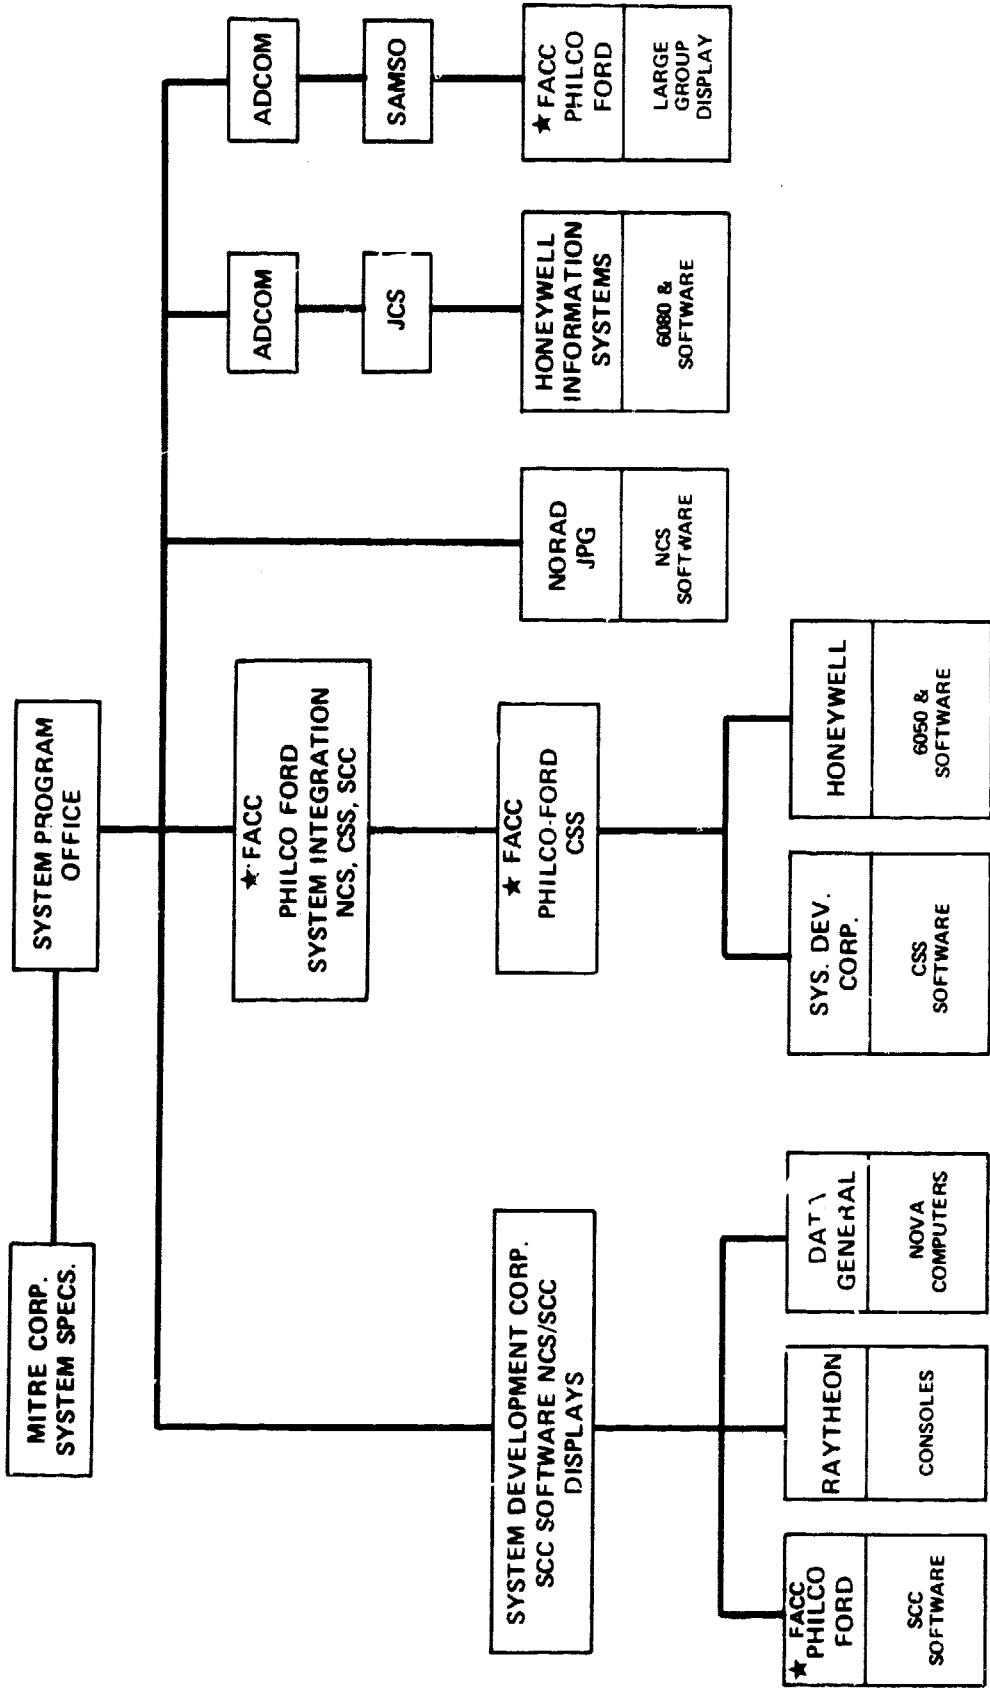 MITRE CORP.
SYSTEM SPECS.
SYSTEM PROGRAM
OFFICE
★ FACC
PHILCO FORD
SYSTEM INTEGRATION
NCS, CSS, SCC
ADCOM
ADCOM
JCS
SAMSO
SYSTEM DEVELOPMENT CORP.
SCC SOFTWARE NCS/SCC
DISPLAYS
★ FACC
PHILCO-FORD
CSS
NORAD
JPG
NCS
SOFTWARE
HONEYWELL
INFORMATION
SYSTEMS
6080 &
SOFTWARE
★ FACC
PHILCO
FORD
LARGE
GROUP
DISPLAY
★ FACC
PHILCO
FORD
SCC
SOFTWARE
RAYTHEON
CONSOLES
DATA
GENERAL
NOVA
COMPUTERS
SYS. DEV.
CORP.
CSS
SOFTWARE
HONEYWELL
6050 &
SOFTWARE